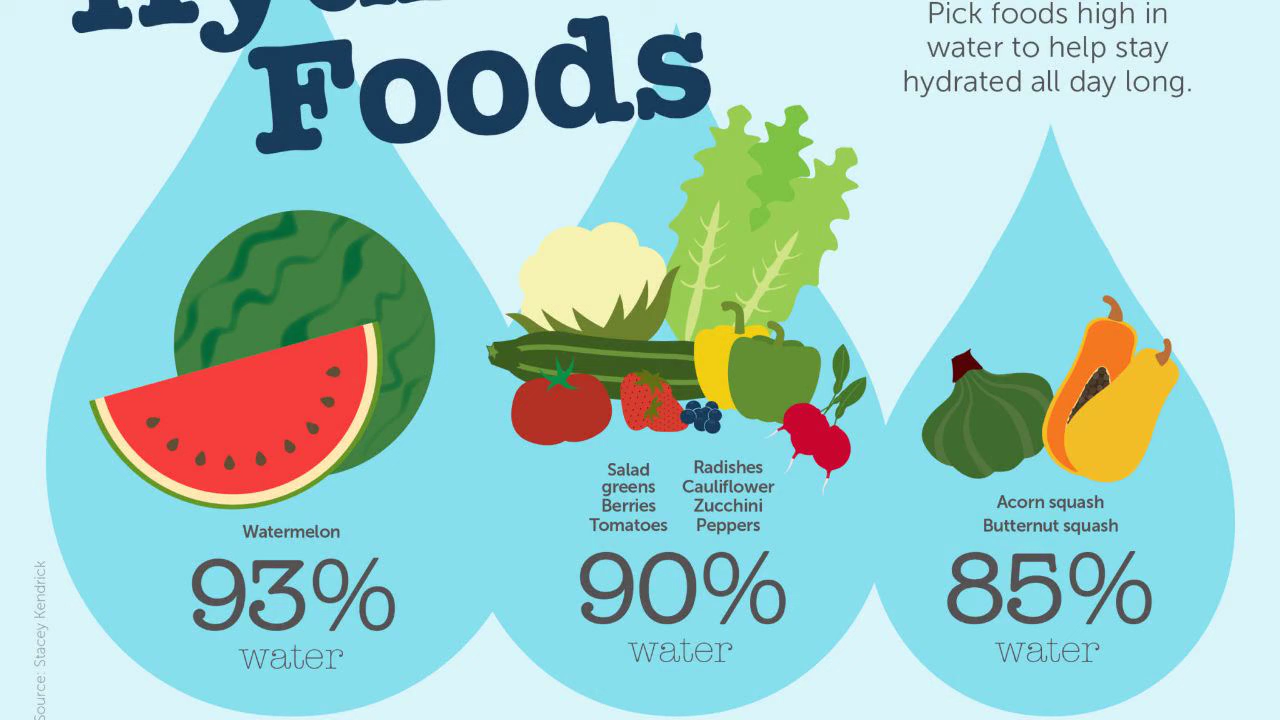 Foods
Pick foods high in
water to help stay
hydrated all day long.
Watermelon
93%
water
Salad
greens
Berries
Tomatoes
Radishes
Cauliflower
Zucchini
Peppers
90%
water
Acorn squash
Butternut squash
85%
water
Source: Stacey Kendrick